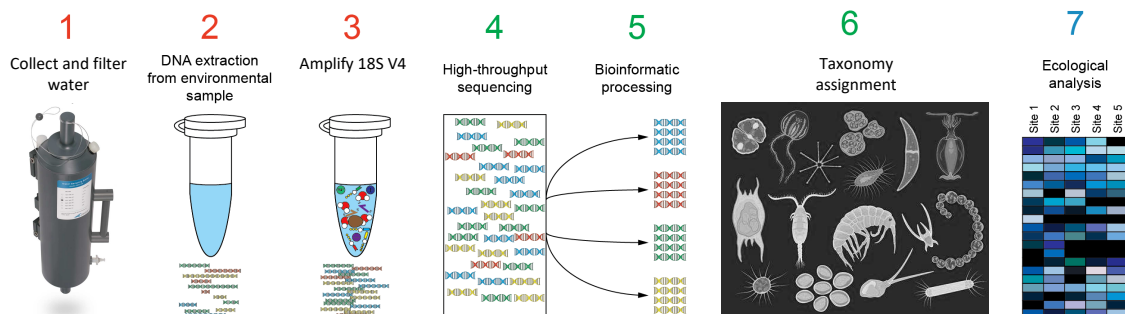 1
Collect and filter
water
2
DNA extraction
from environmental
sample
3
Amplify 18S V4
4
High-throughput
sequencing
5
Bioinformatic
processing
6
Taxonomy
assignment
7
Ecological
analysis
Site 1
Site 2
Site 3
Site 4
Site 5